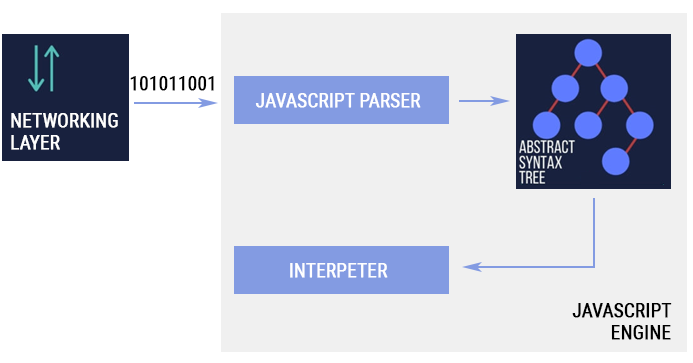 NETWORKING
LAYER
101011001
JAVASCRIPT PARSER
ABSTRACT
SYNTAX
TREE
INTERPETER
JAVASCRIPT
ENGINE